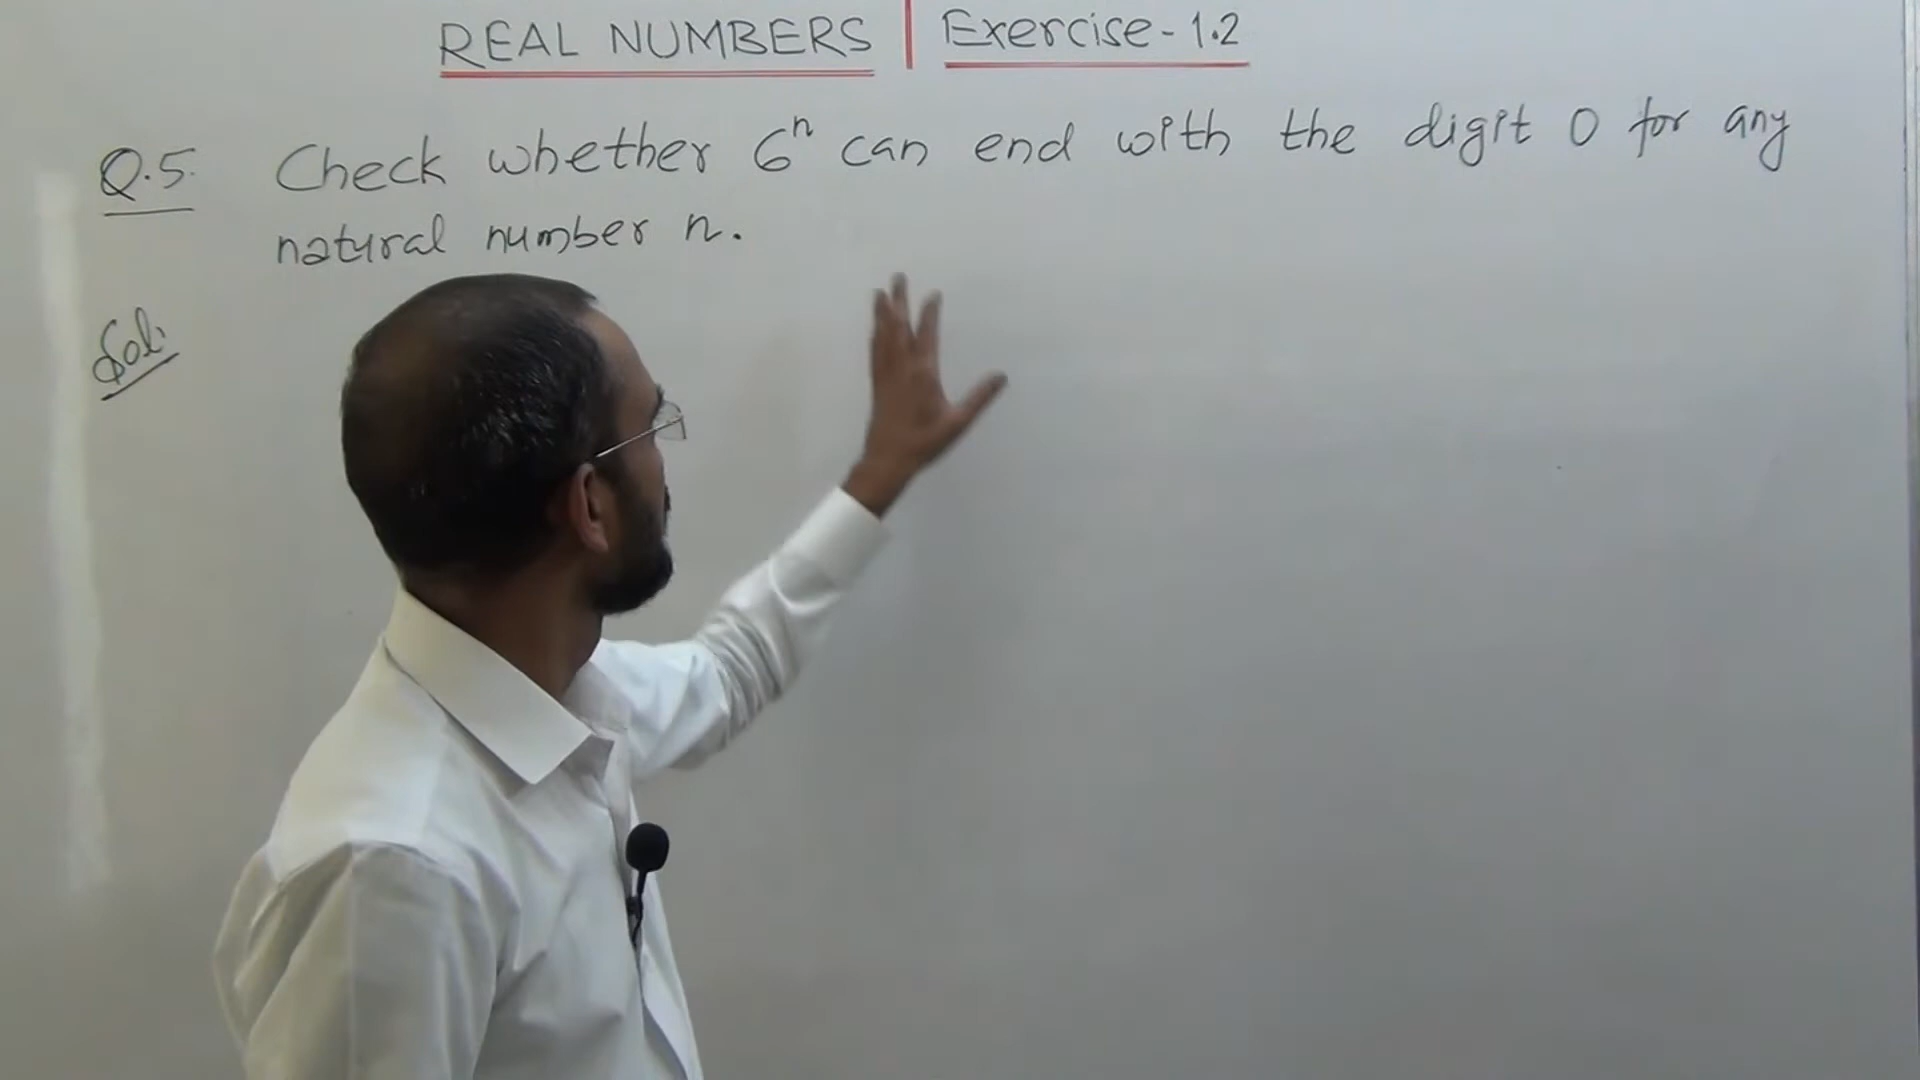 REAL NUMBERS | Exercise-1.2
Q.5. Check whether 6ⁿ can end with the digit 0 for any
natural number n.
Sol: